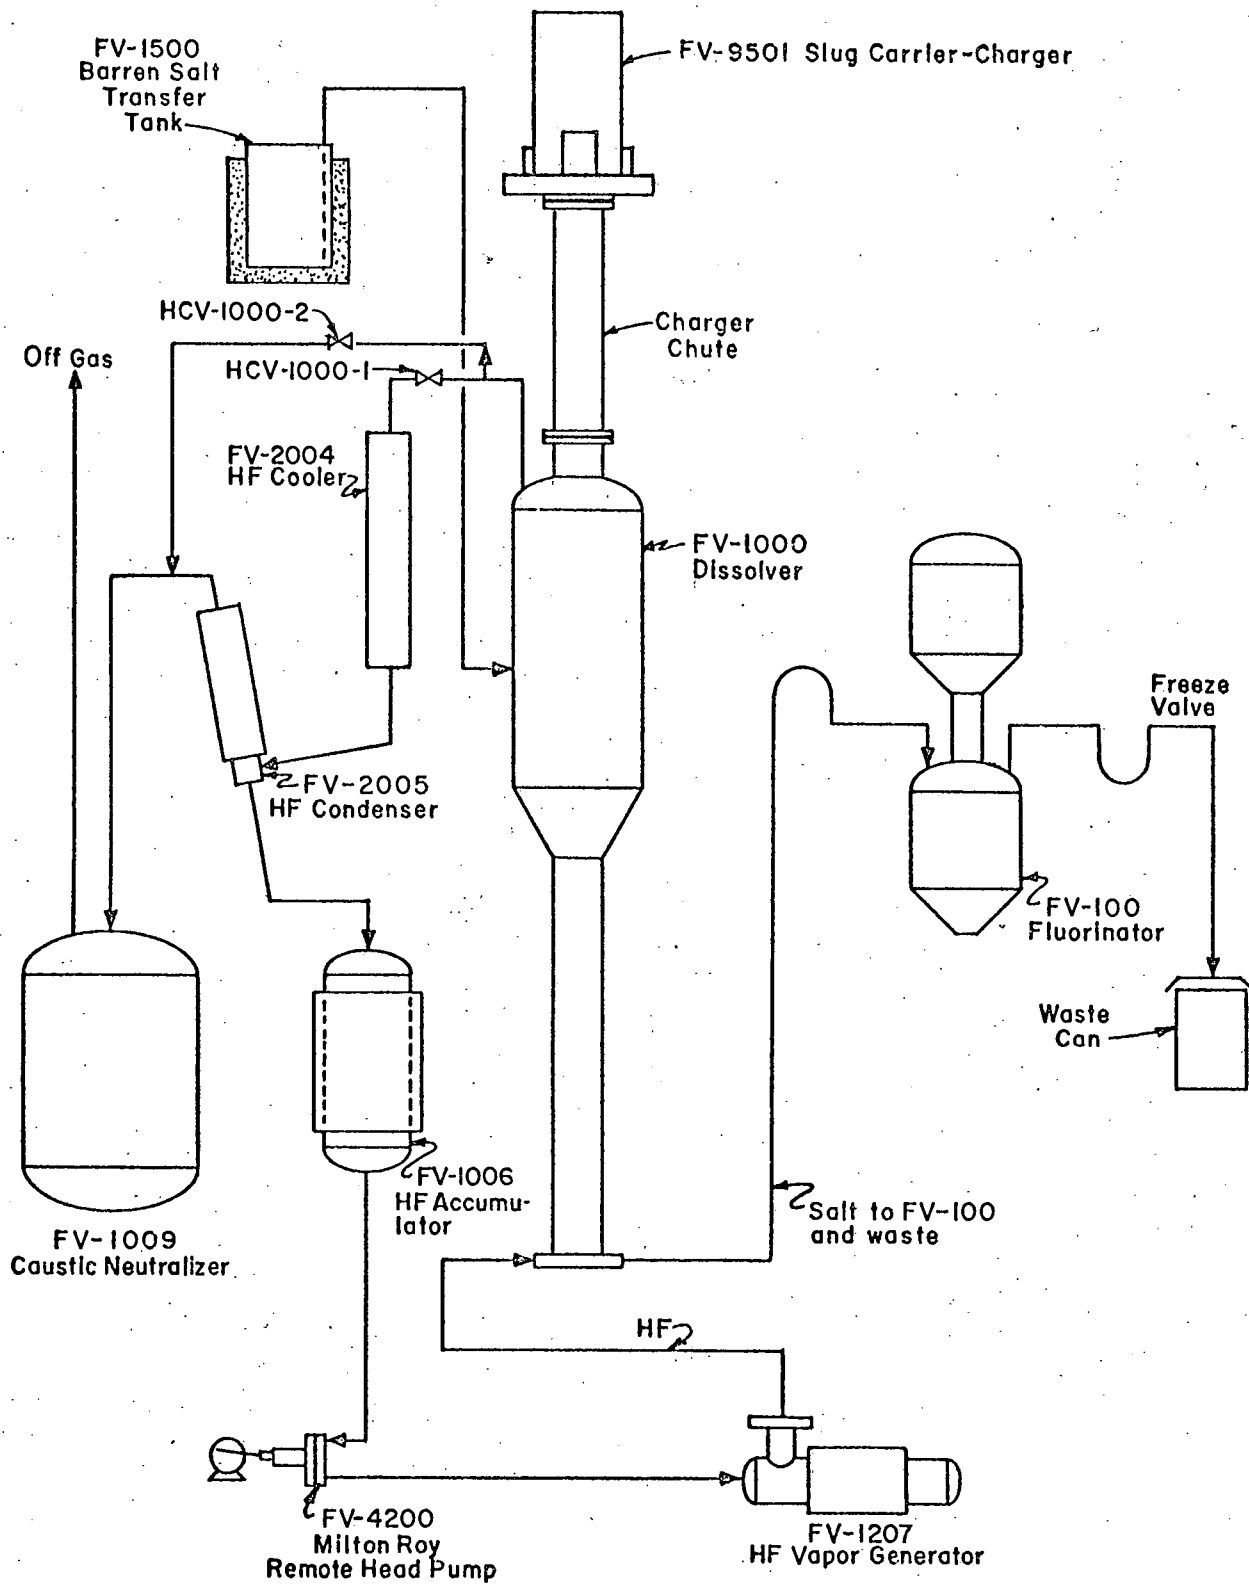 FV-1500
Barren Salt
Transfer
Tank
FV-9501 Slug Carrier-Charger
HCV-1000-2
Off Gas
HCV-1000-1
Charger
Chute
FV-2004
HF Cooler
FV-1000
Dissolver
Freeze
Valve
FV-2005
HF Condenser
FV-100
Fluorinator
Waste
Can
FV-1006
HF Accumu-
lator
Salt to FV-100
and waste
FV-1009
Caustic Neutralizer
HF
FV-4200
Milton Roy
Remote Head Pump
FV-1207
HF Vapor Generator